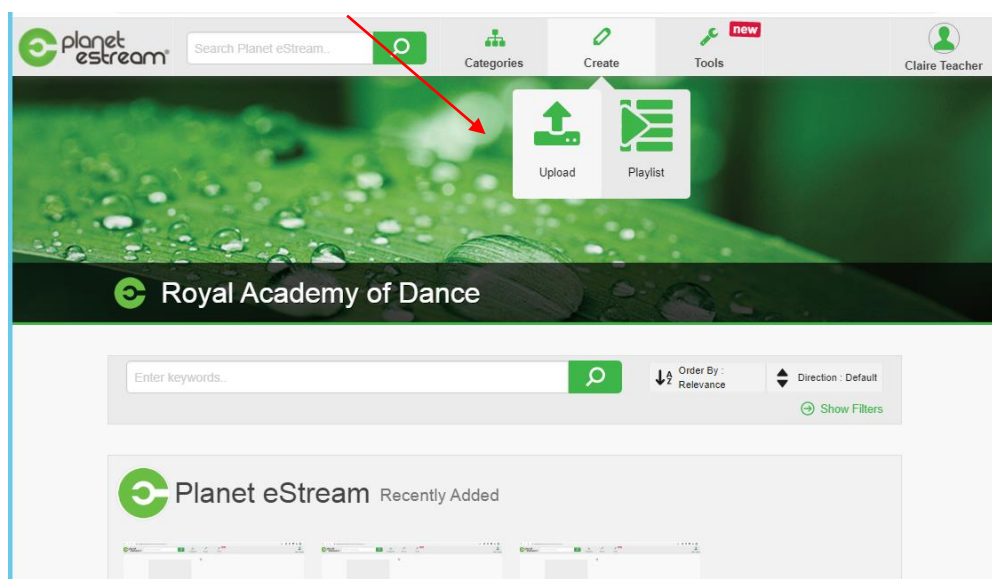 planet
estream®
Search Planet eStream..
Categories
Create
Tools
new
Claire Teacher
Upload
Playlist
Royal Academy of Dance
Enter keywords..
Order By :
Relevance
Direction : Default
Show Filters
Planet eStream Recently Added